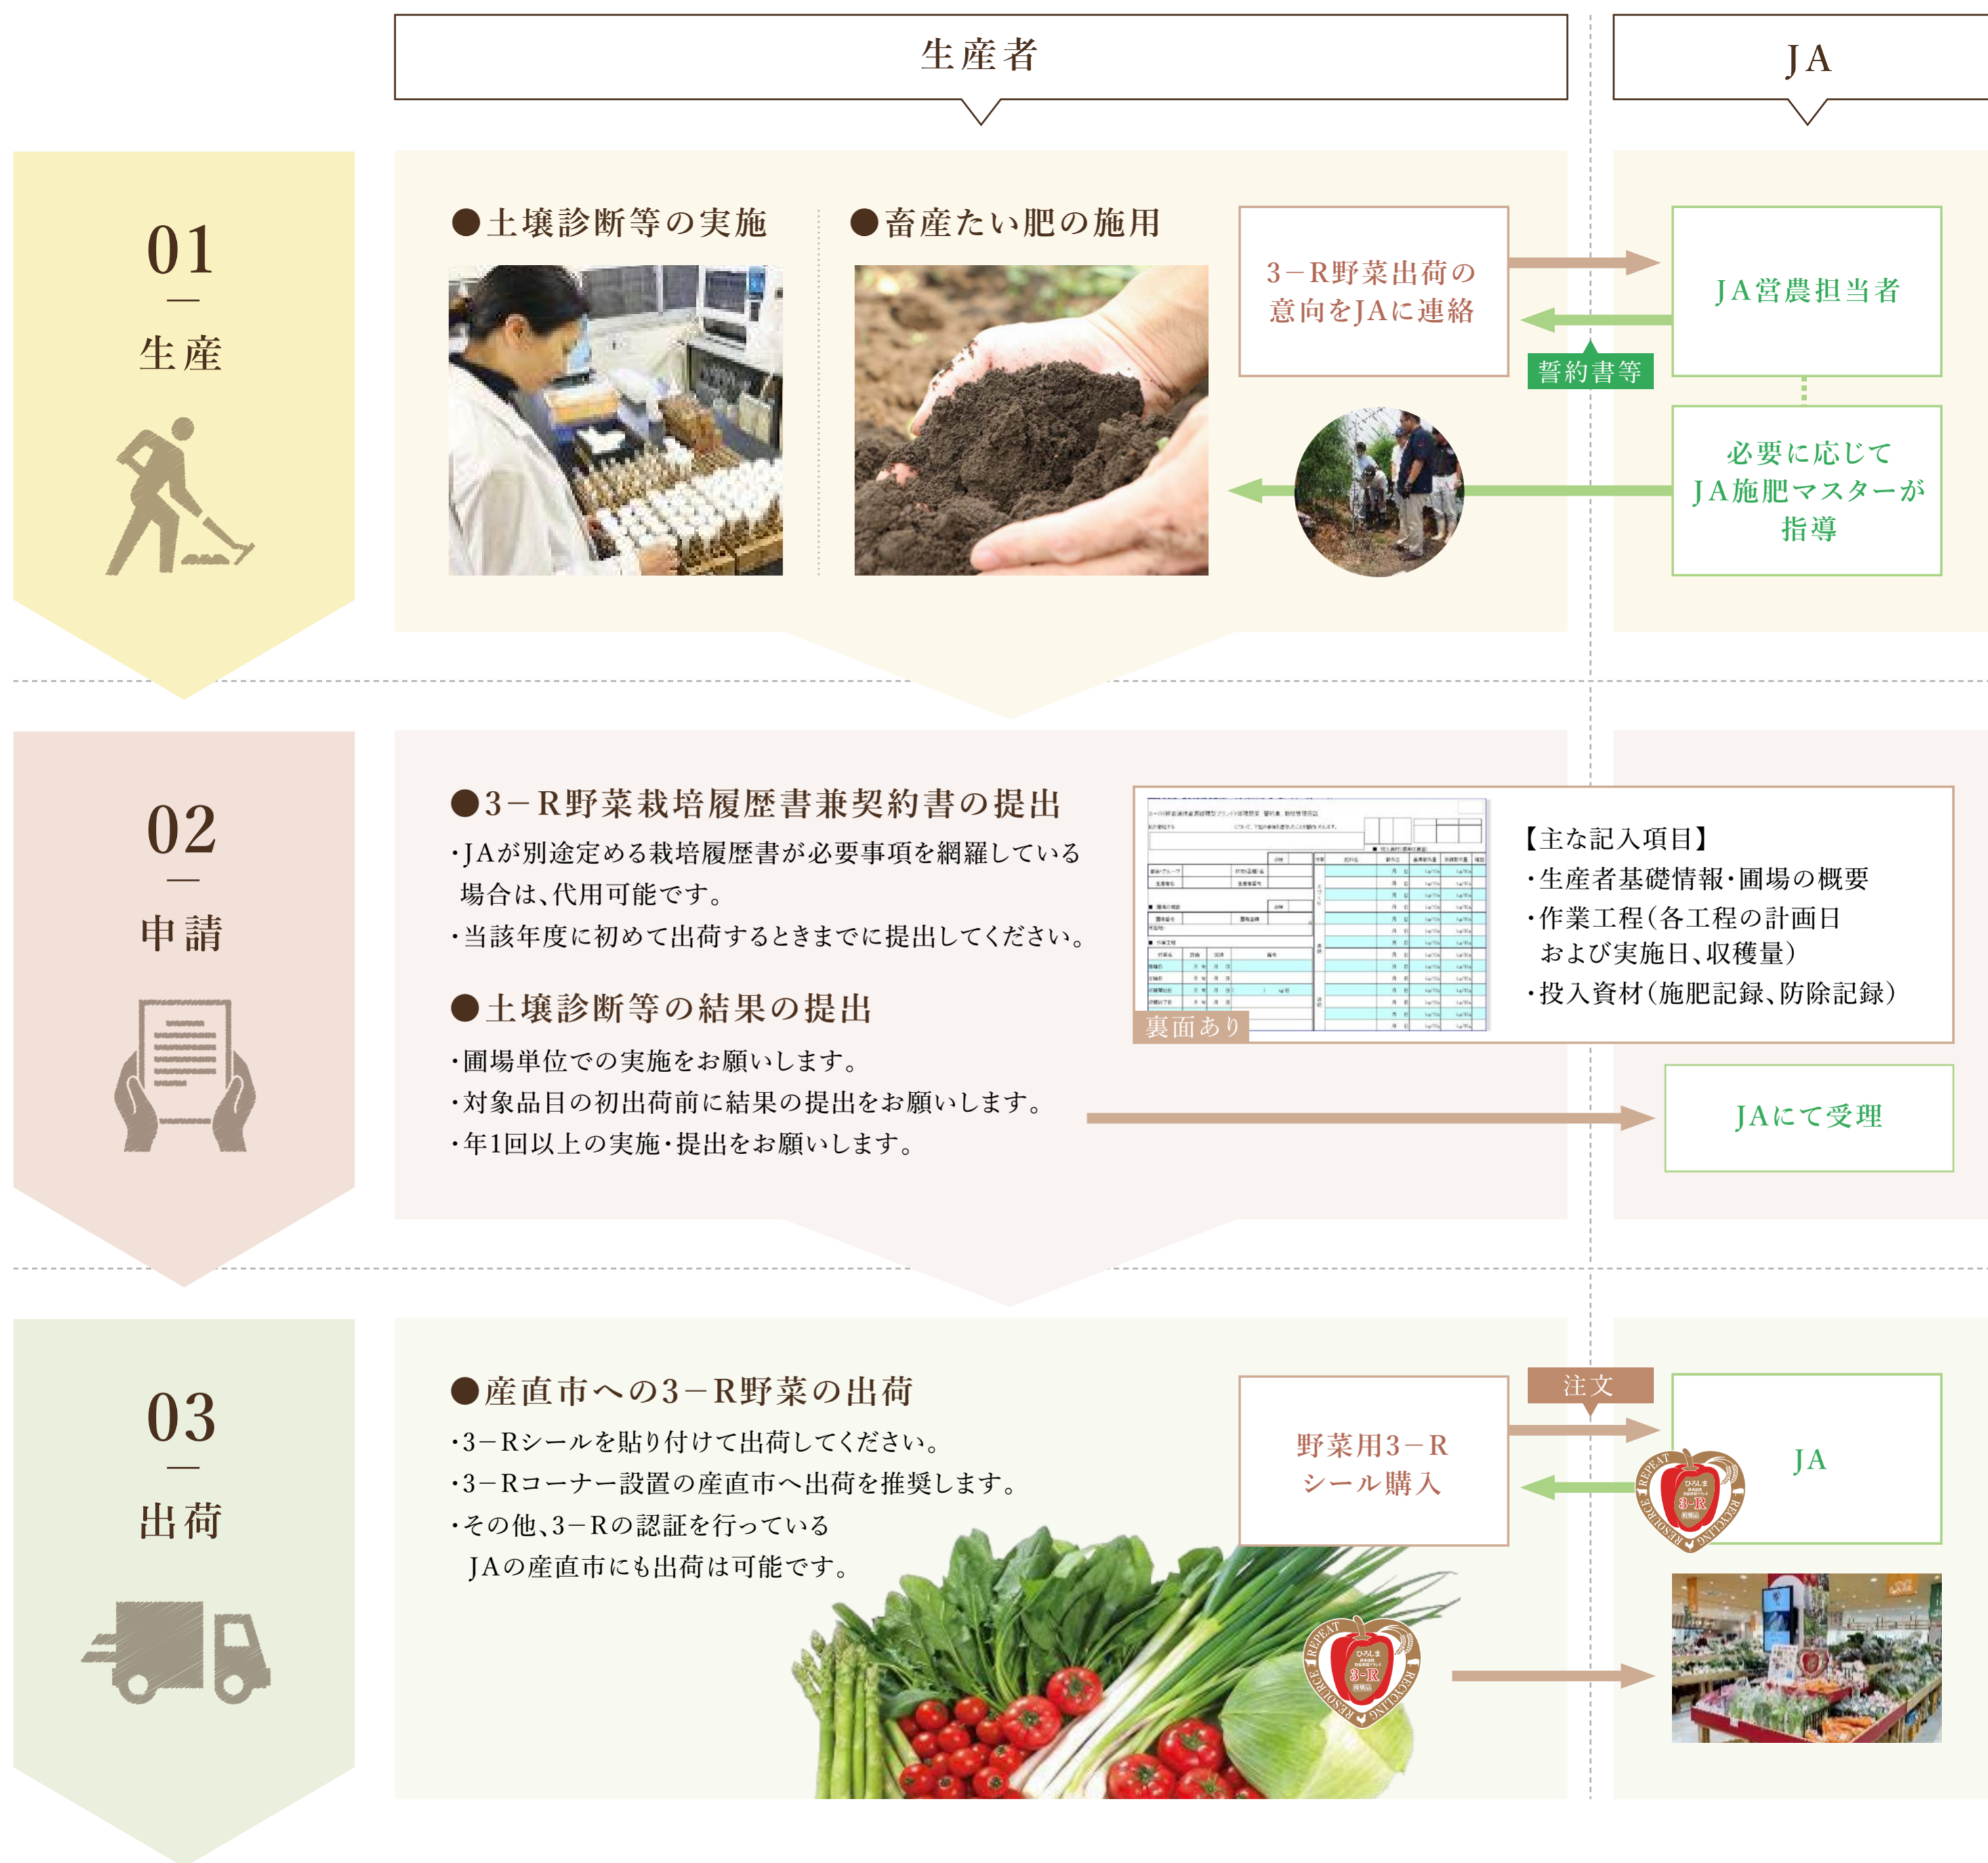 生産者
JA
01
生産
●土壌診断等の実施
●畜産たい肥の施用
3－R野菜出荷の
意向をJAに連絡
誓約書等
JA営農担当者
必要に応じて
JA施肥マスターが
指導
02
申請
●3－R野菜栽培履歴書兼契約書の提出
・JAが別途定める栽培履歴書が必要事項を網羅している
場合は、代用可能です。
・当該年度に初めて出荷するときまでに提出してください。
●土壌診断等の結果の提出
・圃場単位での実施をお願いします。
・対象品目の初出荷前に結果の提出をお願いします。
・年1回以上の実施・提出をお願いします。
裏面あり
【主な記入項目】
・生産者基礎情報・圃場の概要
・作業工程（各工程の計画日
および実施日、収穫量）
・投入資材（施肥記録、防除記録）
JAにて受理
03
出荷
●産直市への3－R野菜の出荷
・3－Rシールを貼り付けて出荷してください。
・3－Rコーナー設置の産直市へ出荷を推奨します。
・その他、3－Rの認証を行っている
JAの産直市にも出荷は可能です。
野菜用3－R
シール購入
注文
JA
REPEAT
RECYCLING
RESOURCE
ひろしま
3-R
REPEAT
RECYCLING
RESOURCE
ひろしま
3-R